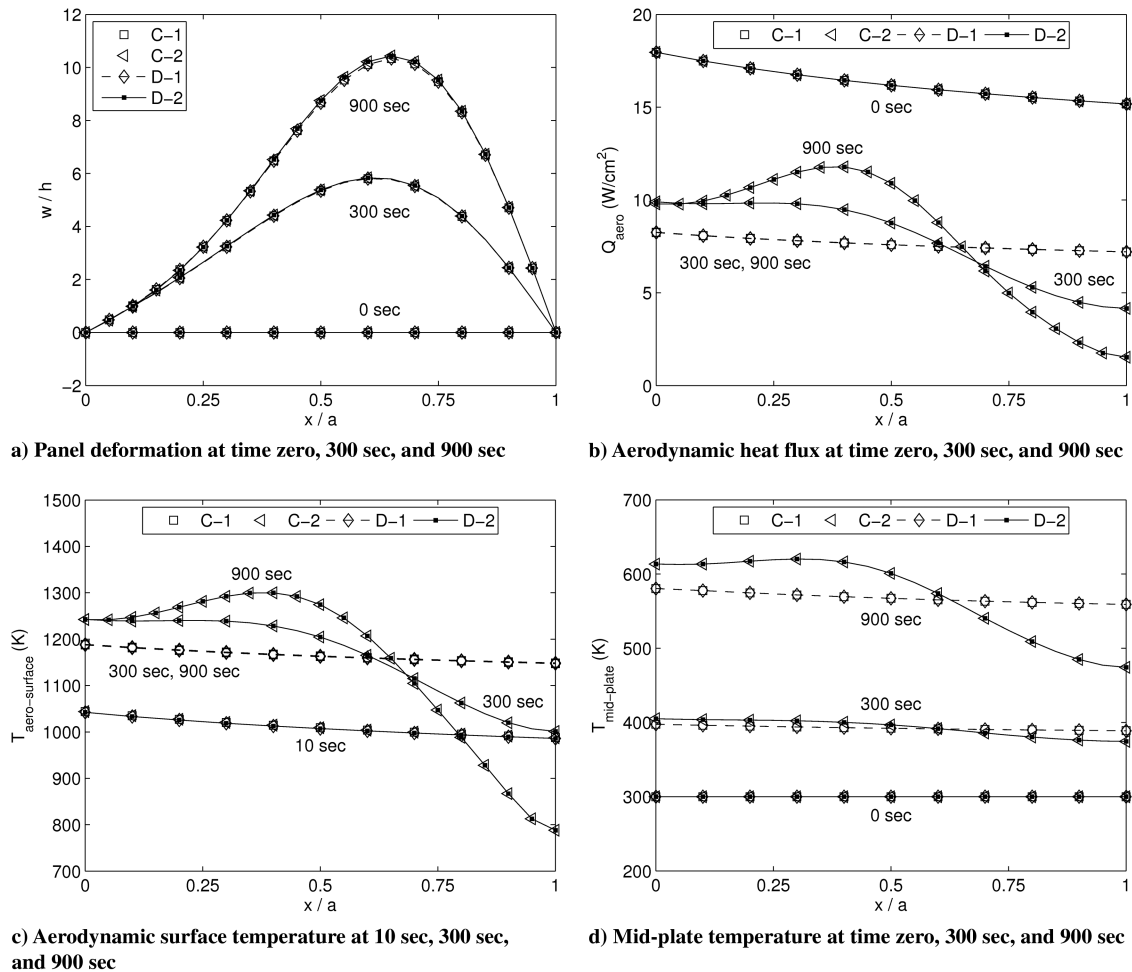 12
10
8
6
4
2
0
−2
w / h
C−1
C−2
D−1
D−2
900 sec
300 sec
0 sec
0
0.25
0.5
0.75
1
x / a
a) Panel deformation at time zero, 300 sec, and 900 sec
20
15
10
5
0
Q_aero (W/cm²)
C−1 C−2 D−1 D−2
0 sec
900 sec
300 sec, 900 sec
300 sec
0
0.25
0.5
0.75
1
x / a
b) Aerodynamic heat flux at time zero, 300 sec, and 900 sec
1500
1400
1300
1200
1100
1000
900
800
700
T_aero−surface (K)
C−1 C−2 D−1 D−2
900 sec
300 sec, 900 sec
300 sec
10 sec
0
0.25
0.5
0.75
1
x / a
c) Aerodynamic surface temperature at 10 sec, 300 sec,
and 900 sec
700
600
500
400
300
200
T_mid−plate (K)
C−1 C−2 D−1 D−2
900 sec
300 sec
0 sec
0
0.25
0.5
0.75
1
x / a
d) Mid-plate temperature at time zero, 300 sec, and 900 sec